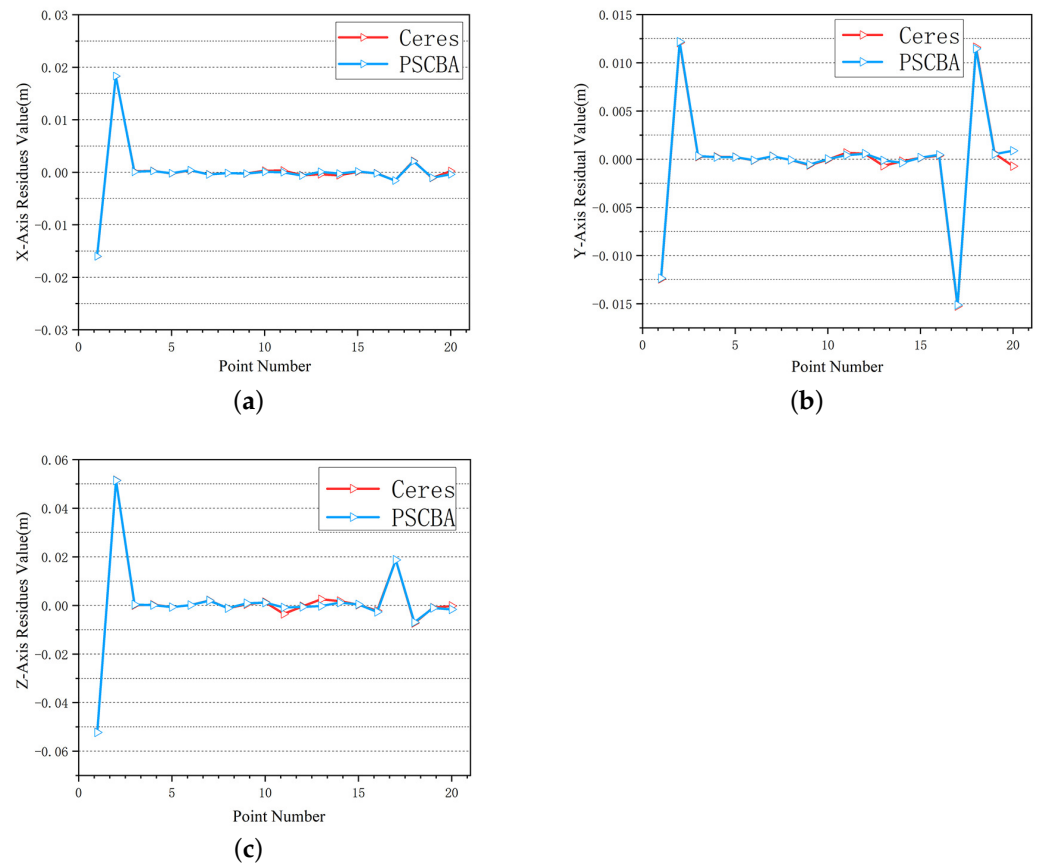 0. 03
0. 02
0. 01
0. 00
−0. 01
−0. 02
−0. 03
X-Axis Residues Value(m)
Ceres
PSCBA
0 5 10 15 20
Point Number
(a)
0. 015
0. 010
0. 005
0. 000
−0. 005
−0. 010
−0. 015
Y-Axis Residual Value(m)
Ceres
PSCBA
0 5 10 15 20
Point Number
(b)
0. 06
0. 04
0. 02
0. 00
−0. 02
−0. 04
−0. 06
Z-Axis Residues Value(m)
Ceres
PSCBA
0 5 10 15 20
Point Number
(c)